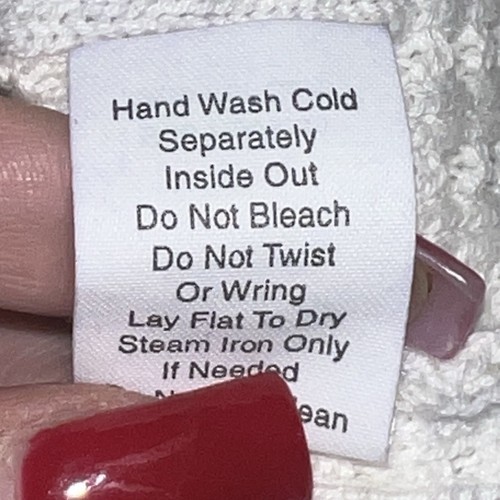 Hand Wash Cold
Separately
Inside Out
Do Not Bleach
Do Not Twist
Or Wring
Lay Flat To Dry
Steam Iron Only
If Needed